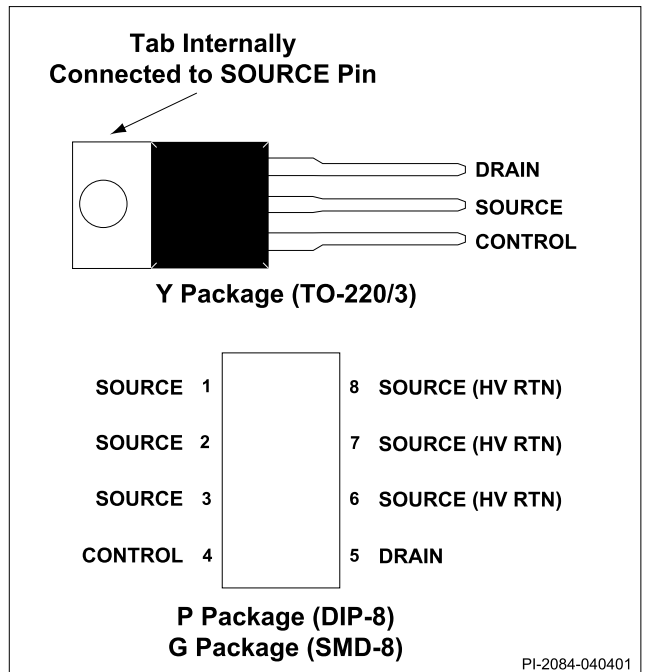 Tab Internally
Connected to SOURCE Pin
DRAIN
SOURCE
CONTROL
Y Package (TO-220/3)
SOURCE 1 8 SOURCE (HV RTN)
SOURCE 2 7 SOURCE (HV RTN)
SOURCE 3 6 SOURCE (HV RTN)
CONTROL 4 5 DRAIN
P Package (DIP-8)
G Package (SMD-8)
PI-2084-040401